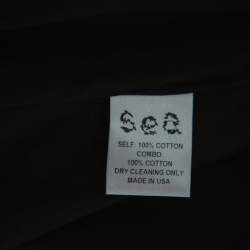 Sea
SELF: 100% COTTON
COMBO:
100% COTTON
DRY CLEANING ONLY
MADE IN USA